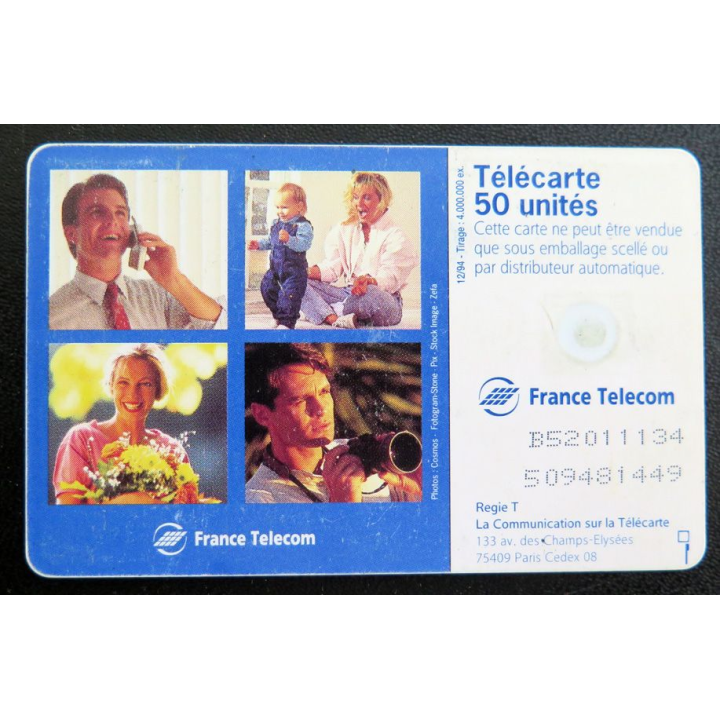 Photos : Cosmos - Fotogram-Stone - Pix - Stock Image - Zefa
France Telecom
12/94 - Tirage : 4.000.000 ex.
Télécarte
50 unités
Cette carte ne peut être vendue
que sous emballage scellé ou
par distributeur automatique.
France Telecom
B52011134
509481449
Regie T
La Communication sur la Télécarte
133 av. des Champs-Elysées
75409 Paris Cedex 08